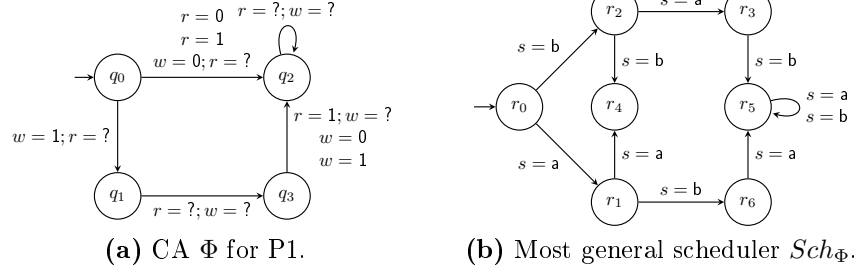 r = 0
r = 1
w = 0; r = ?
r = ?; w = ?
q0
q2
w = 1; r = ?
r = 1; w = ?
w = 0
w = 1
q1
q3
r = ?; w = ?
(a) CA Φ for P1.
r2
s = a
r3
s = b
s = b
s = b
r0
r4
r5
s = a
s = b
s = a
s = a
s = a
r1
s = b
r6
(b) Most general scheduler SchΦ.